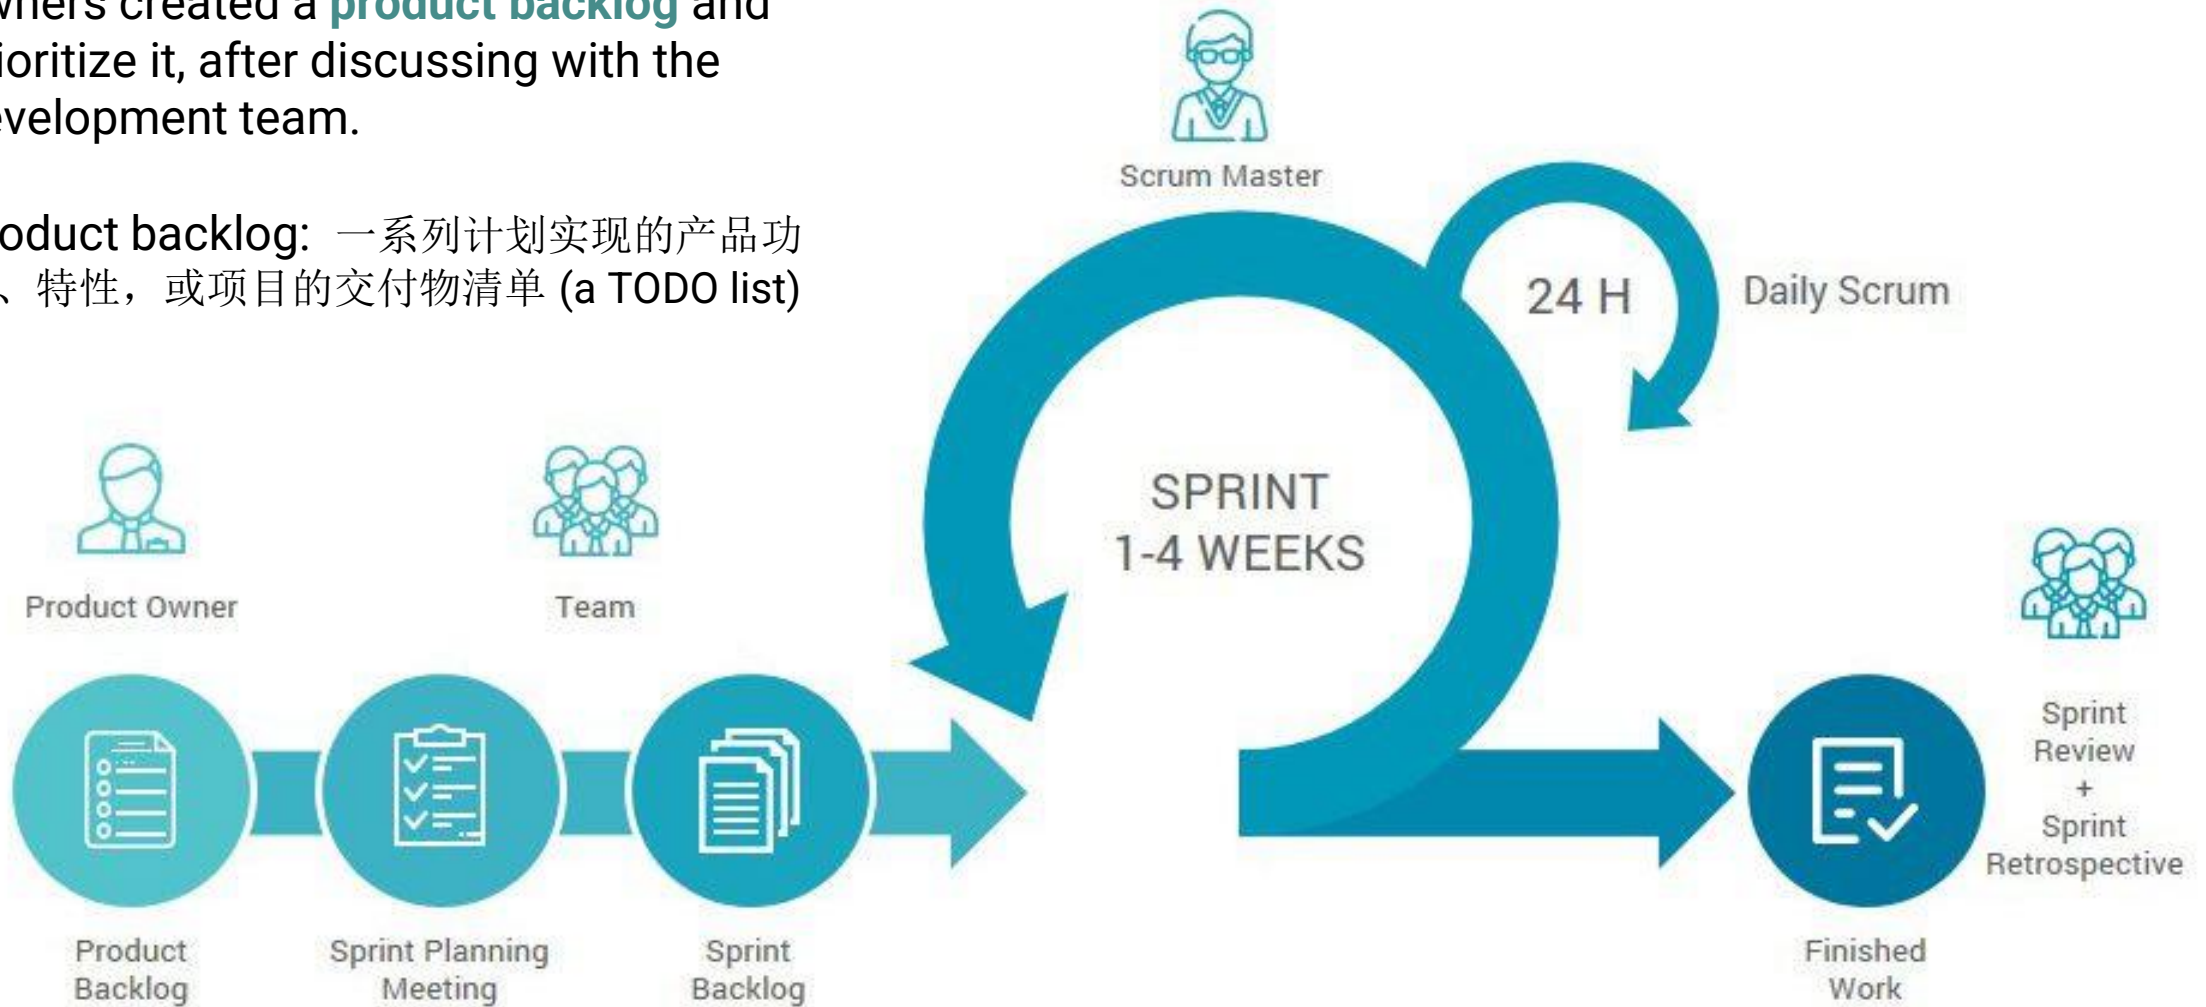 wners created a product backlog and
ioritize it, after discussing with the
evelopment team.
oduct backlog: 一系列计划实现的产品功
、特性，或项目的交付物清单 (a TODO list)
Scrum Master
24 H
Daily Scrum
SPRINT
1-4 WEEKS
Product Owner
Team
Sprint
Review
+
Sprint
Retrospective
Product
Backlog
Sprint Planning
Meeting
Sprint
Backlog
Finished
Work